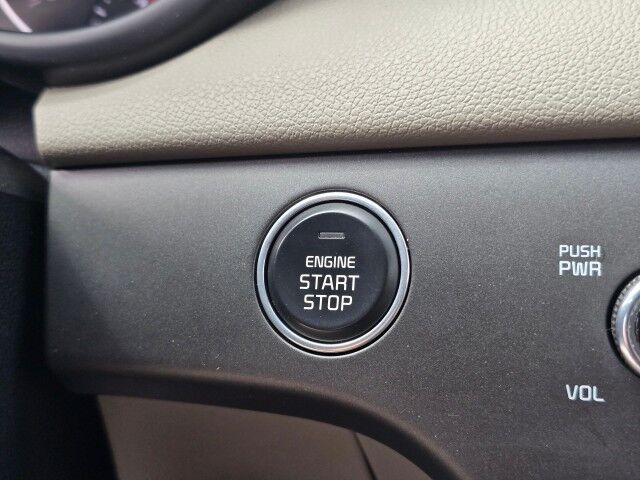 ENGINE
START
STOP
PUSH
PWR
VOL